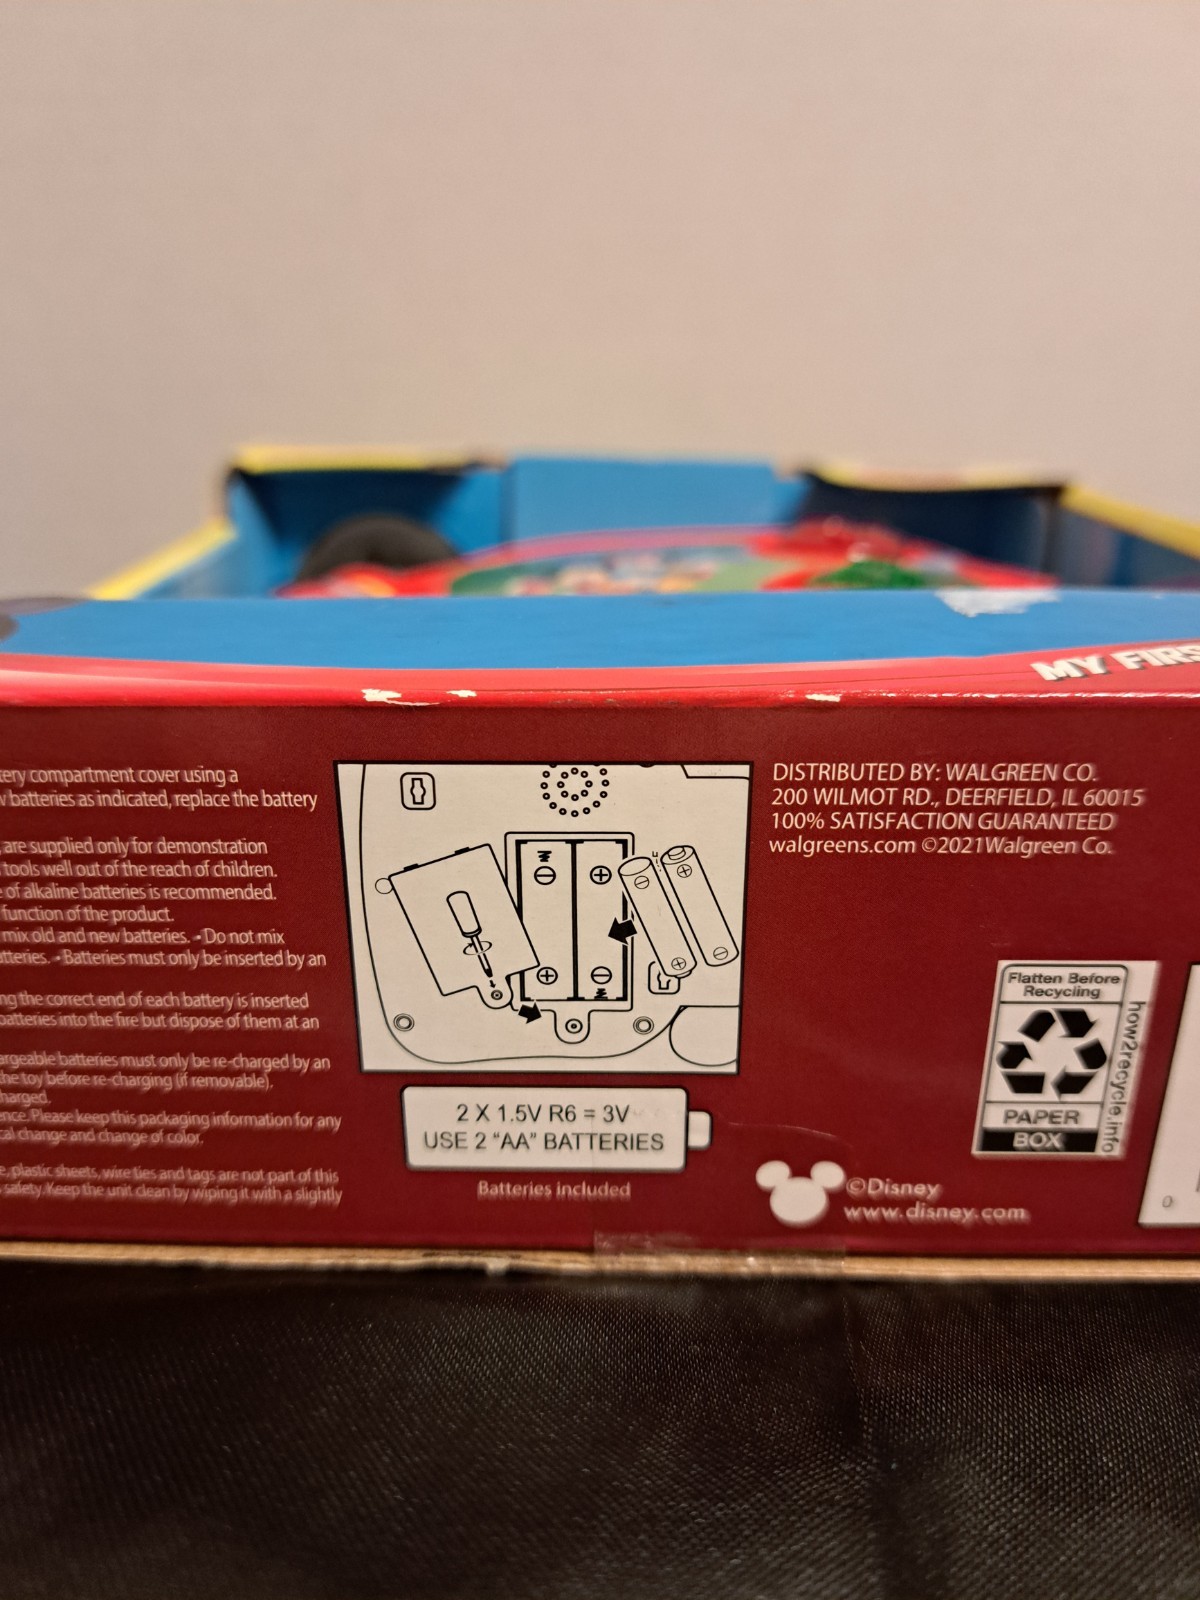 MY FIRS
tery compartment cover using a
w batteries as indicated, replace the battery
, are supplied only for demonstration
tools well out of the reach of children.
e of alkaline batteries is recommended.
function of the product.
mix old and new batteries. -Do not mix
atteries. -Batteries must only be inserted by an
ng the correct end of each battery is inserted
batteries into the fire but dispose of them at an
argeable batteries must only be re-charged by an
the toy before re-charging (if removable).
harged.
ence. Please keep this packaging information for any
cal change and change of color.
e, plastic sheets, wire ties and tags are not part of this
safety. Keep the unit clean by wiping it with a slightly
2 X 1.5V R6 = 3V
USE 2 "AA" BATTERIES
Batteries included
DISTRIBUTED BY: WALGREEN CO.
200 WILMOT RD., DEERFIELD, IL 60015
100% SATISFACTION GUARANTEED
walgreens.com ©2021Walgreen Co.
Flatten Before
Recycling
PAPER
BOX
how2recycle.info
©Disney
www.disney.com
0